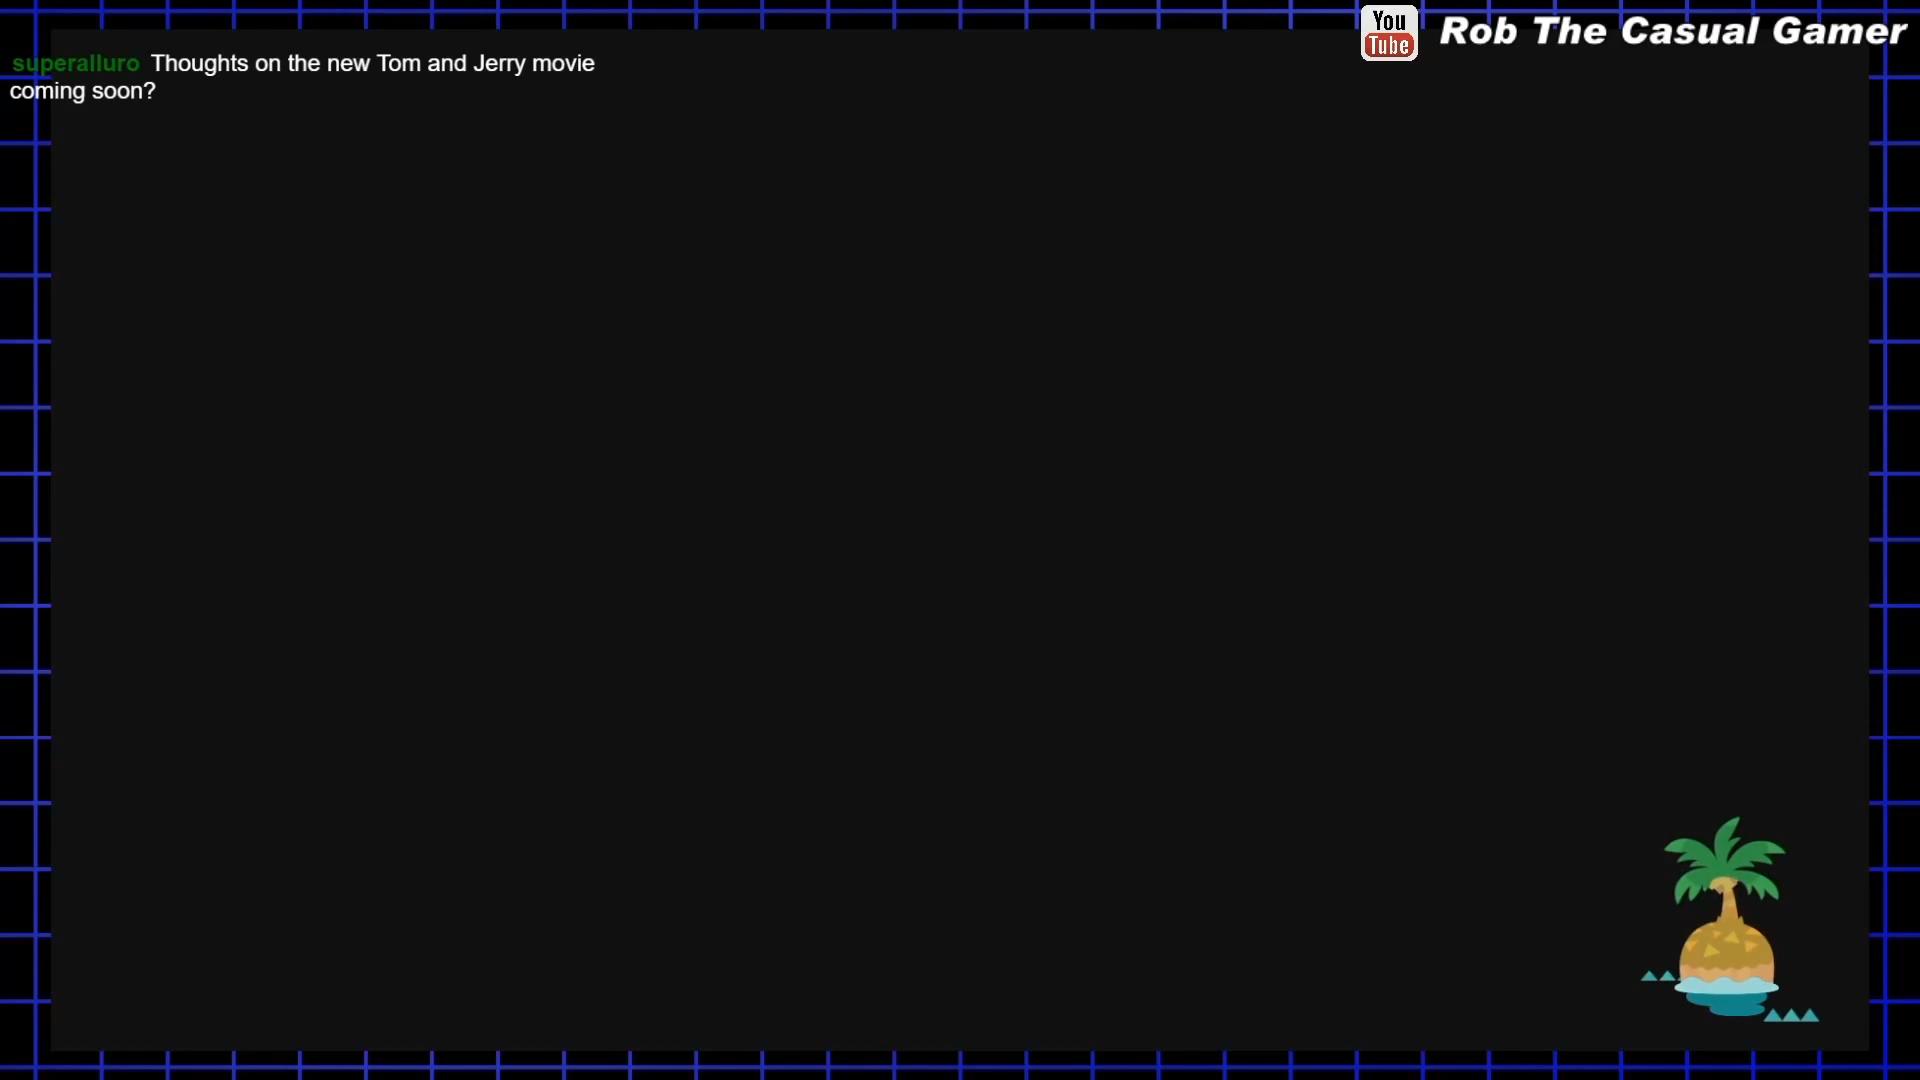 You
Tube
Rob The Casual Gamer
superalluro Thoughts on the new Tom and Jerry movie
coming soon?